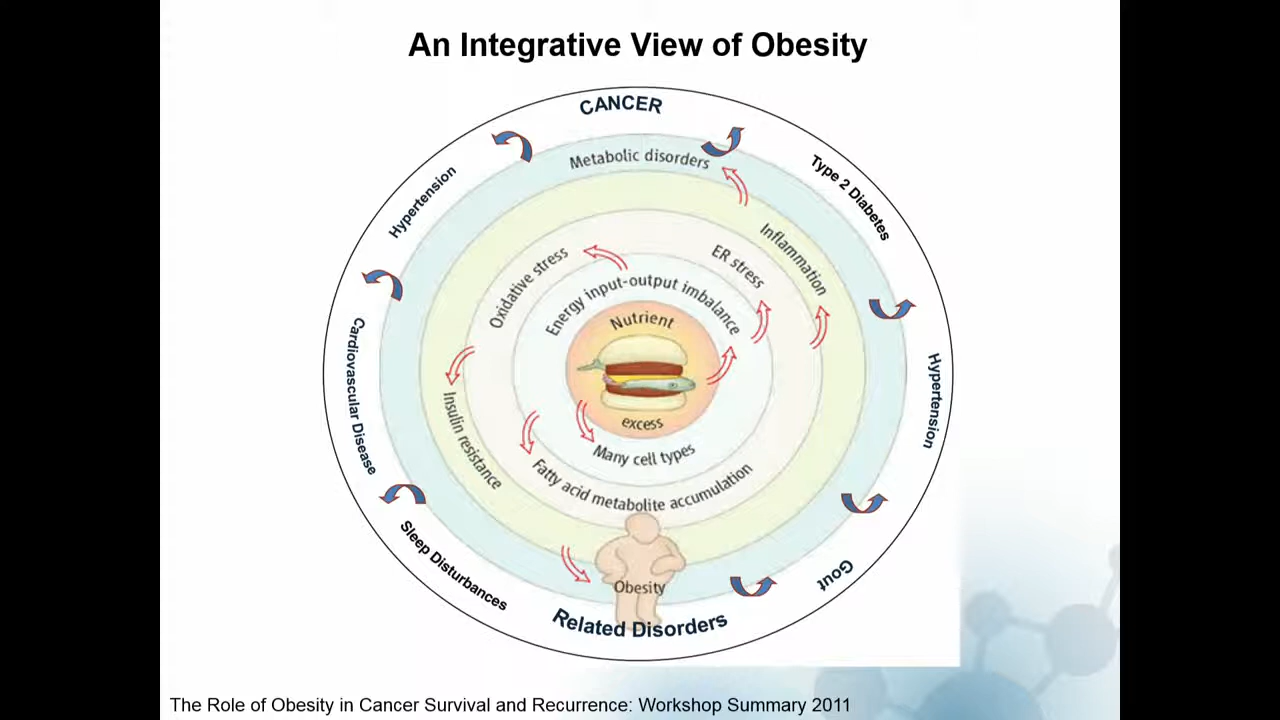 An Integrative View of Obesity
CANCER
Type 2 Diabetes
Hypertension
Gout
Related Disorders
Sleep Disturbances
Cardiovascular Disease
Hypertension
Metabolic disorders
Inflammation
Insulin resistance
Obesity
Oxidative stress
ER stress
Fatty acid metabolite accumulation
Energy input-output imbalance
Many cell types
Nutrient
excess
The Role of Obesity in Cancer Survival and Recurrence: Workshop Summary 2011